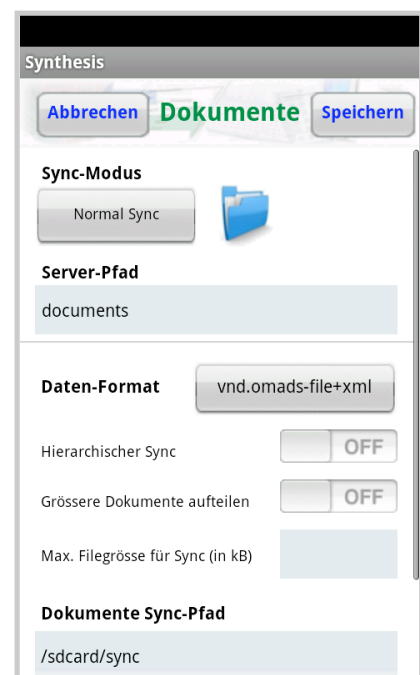 Synthesis
Abbrechen Dokumente Speichern
Sync-Modus
Normal Sync
Server-Pfad
documents
Daten-Format vnd.omads-file+xml
Hierarchischer Sync OFF
Grössere Dokumente aufteilen OFF
Max. Filegrösse für Sync (in kB)
Dokumente Sync-Pfad
/sdcard/sync